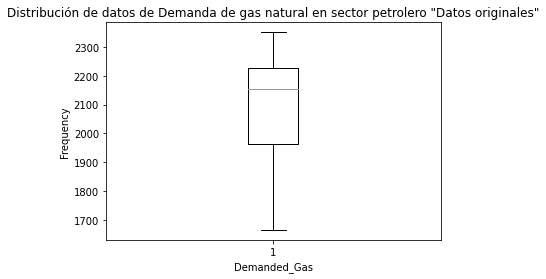 Distribución de datos de Demanda de gas natural en sector petrolero "Datos originales"
2300
2200
2100
2000
1900
1800
1700
Frequency
1
Demanded_Gas